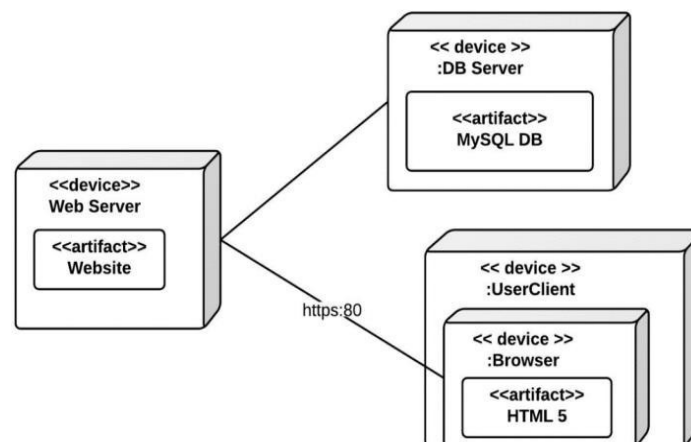 << device >>
:DB Server
<<artifact>>
MySQL DB
<<device>>
Web Server
<<artifact>>
Website
https:80
<< device >>
:UserClient
<< device >>
:Browser
<<artifact>>
HTML 5